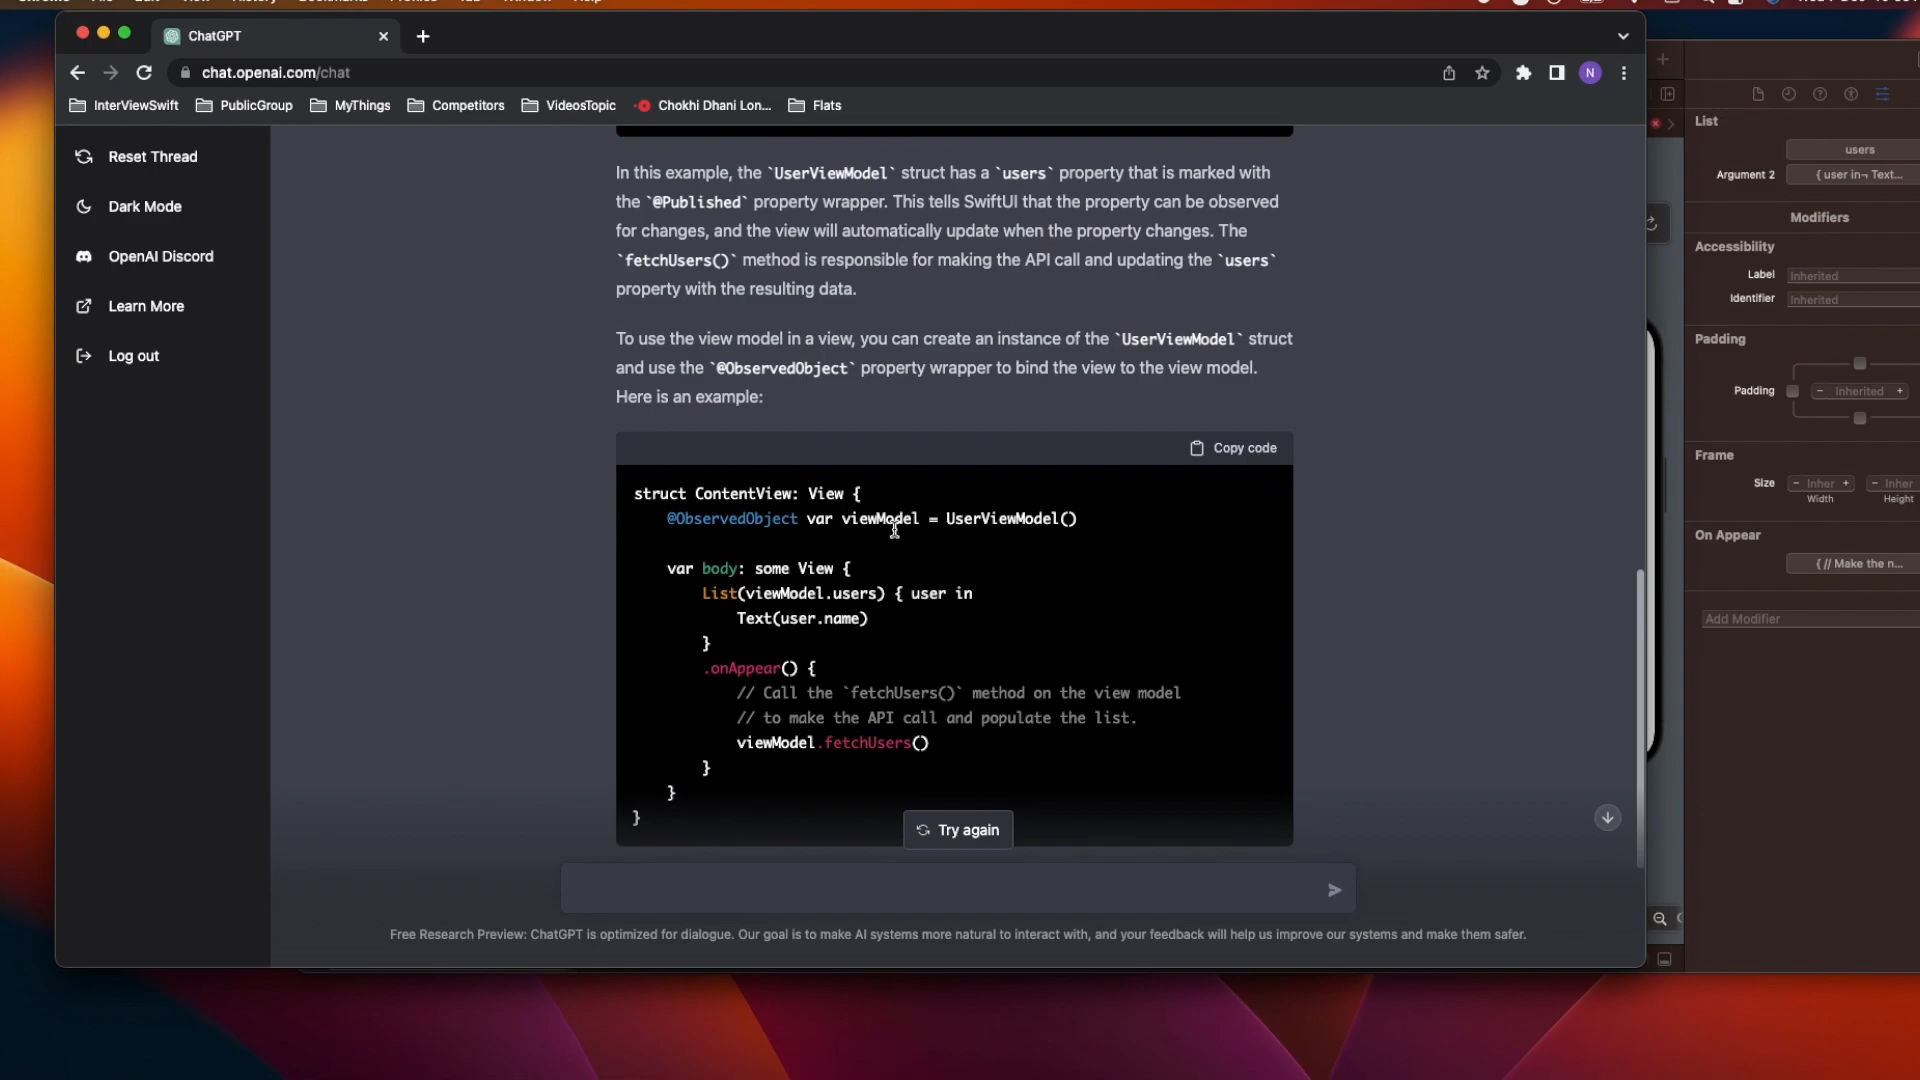 ChatGPT
chat.openai.com/chat
InterViewSwift
PublicGroup
MyThings
Competitors
VideosTopic
Chokhi Dhani Lon...
Flats
Reset Thread
Dark Mode
OpenAI Discord
Learn More
Log out
In this example, the `UserViewModel` struct has a `users` property that is marked with
the `@Published` property wrapper. This tells SwiftUI that the property can be observed
for changes, and the view will automatically update when the property changes. The
`fetchUsers()` method is responsible for making the API call and updating the `users`
property with the resulting data.
To use the view model in a view, you can create an instance of the `UserViewModel` struct
and use the `@ObservedObject` property wrapper to bind the view to the view model.
Here is an example:
Copy code
struct ContentView: View {
@ObservedObject var viewModel = UserViewModel()
var body: some View {
List(viewModel.users) { user in
Text(user.name)
}
.onAppear() {
// Call the `fetchUsers()` method on the view model
// to make the API call and populate the list.
viewModel.fetchUsers()
}
}
}
Try again
Free Research Preview: ChatGPT is optimized for dialogue. Our goal is to make AI systems more natural to interact with, and your feedback will help us improve our systems and make them safer.
N
List
users
Argument 2
{ user in¬ Text...
Modifiers
Accessibility
Label
Inherited
Identifier
Inherited
Padding
Padding
- Inherited +
Frame
Size
- Inher +
- Inher
Width
Height
On Appear
{ // Make the n...
Add Modifier